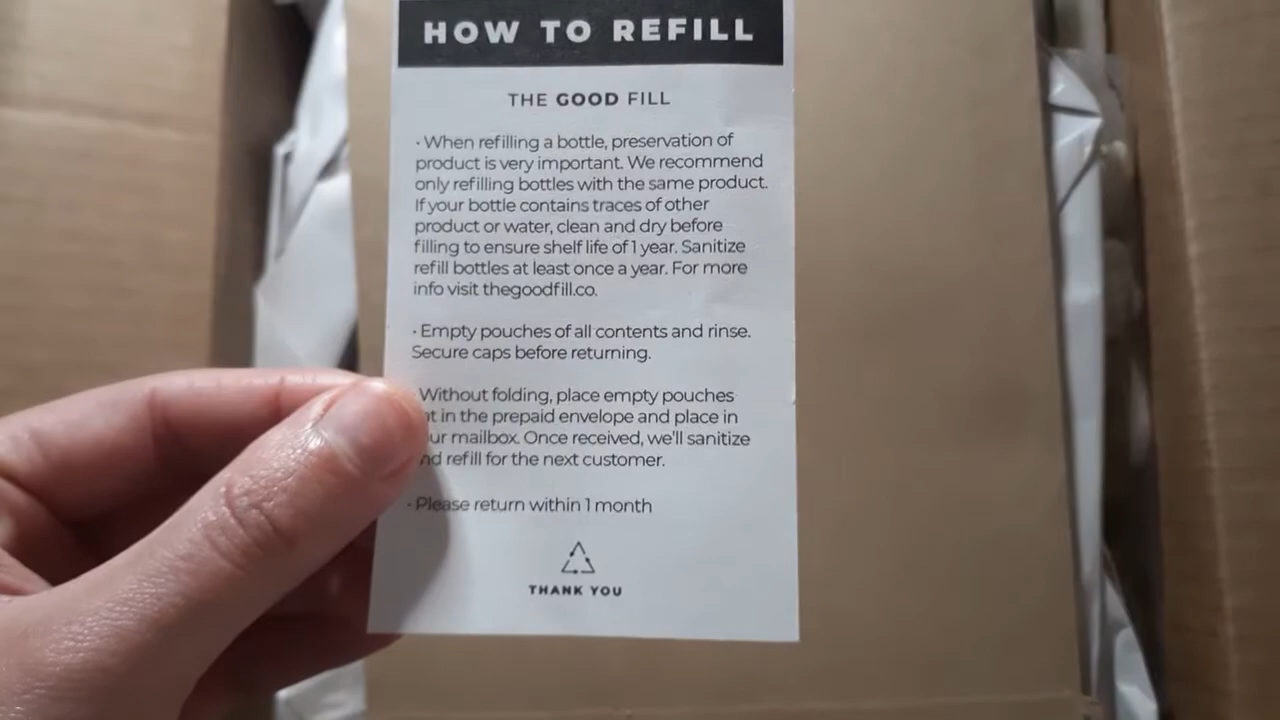 HOW TO REFILL
THE GOOD FILL
· When refilling a bottle, preservation of
product is very important. We recommend
only refilling bottles with the same product.
If your bottle contains traces of other
product or water, clean and dry before
filling to ensure shelf life of 1 year. Sanitize
refill bottles at least once a year. For more
info visit thegoodfill.co.
· Empty pouches of all contents and rinse.
Secure caps before returning.
Without folding, place empty pouches
in the prepaid envelope and place in
mailbox. Once received, we'll sanitize
refill for the next customer.
· Please return within 1 month
THANK YOU